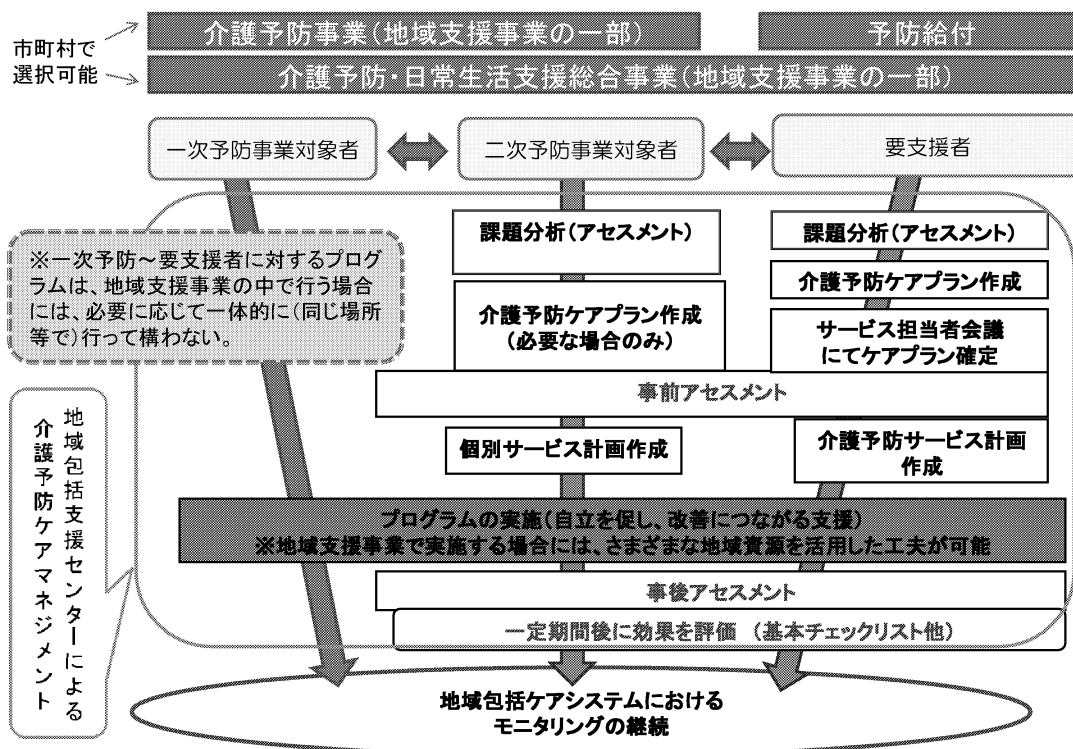 市町村で
選択可能
介護予防事業(地域支援事業の一部)
予防給付
介護予防・日常生活支援総合事業(地域支援事業の一部)
一次予防事業対象者
二次予防事業対象者
要支援者
※一次予防～要支援者に対するプログ
ラムは、地域支援事業の中で行う場合
には、必要に応じて一体的に(同じ場所
等で)行って構わない。
課題分析(アセスメント)
課題分析(アセスメント)
介護予防ケアプラン作成
介護予防ケアプラン作成
(必要な場合のみ)
サービス担当者会議
にてケアプラン確定
事前アセスメント
個別サービス計画作成
介護予防サービス計画
作成
プログラムの実施(自立を促し、改善につながる支援)
※地域支援事業で実施する場合には、さまざまな地域資源を活用した工夫が可能
事後アセスメント
一定期間後に効果を評価 (基本チェックリスト他)
地域包括支援センターによる
介護予防ケアマネジメント
地域包括ケアシステムにおける
モニタリングの継続